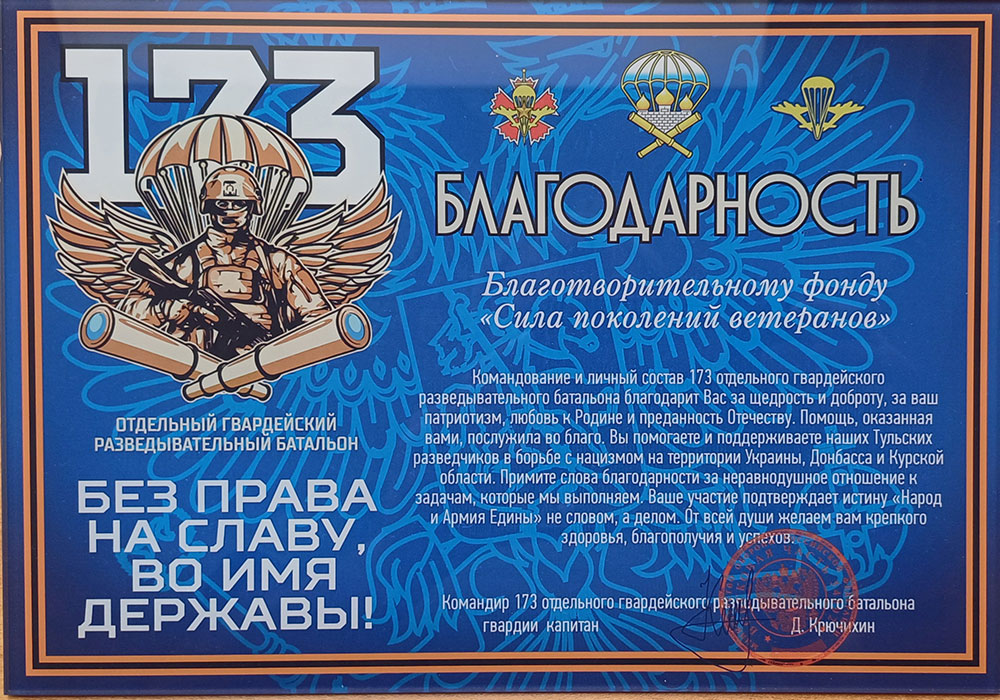 173
ОТДЕЛЬНЫЙ ГВАРДЕЙСКИЙ
РАЗВЕДЫВАТЕЛЬНЫЙ БАТАЛЬОН
БЕЗ ПРАВА
НА СЛАВУ,
ВО ИМЯ
ДЕРЖАВЫ!
БЛАГОДАРНОСТЬ
Благотворительному фонду
«Сила поколений ветеранов»
Командование и личный состав 173 отдельного гвардейского
разведывательного батальона благодарит Вас за щедрость и доброту, за ваш
патриотизм, любовь к Родине и преданность Отечеству. Помощь, оказанная
вами, послужила во благо. Вы помогаете и поддерживаете наших Тульских
разведчиков в борьбе с нацизмом на территории Украины, Донбасса и Курской
области. Примите слова благодарности за неравнодушное отношение к
задачам, которые мы выполняем. Ваше участие подтверждает истину «Народ
и Армия Едины» не словом, а делом. От всей души желаем вам крепкого
здоровья, благополучия и успехов.
Командир 173 отдельного гвардейского разведывательного батальона
гвардии капитан Д. Крючихин